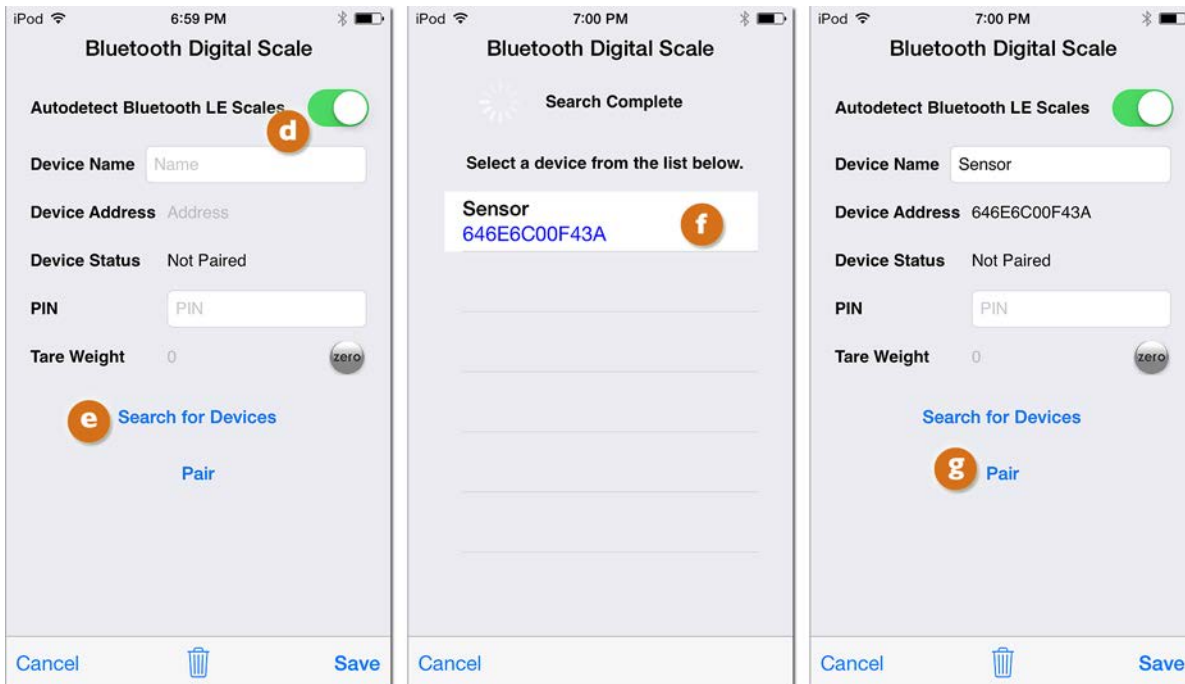 iPod 6:59 PM
Bluetooth Digital Scale
Autodetect Bluetooth LE Scales
d
Device Name Name
Device Address Address
Device Status Not Paired
PIN PIN
Tare Weight 0 zero
e Search for Devices
Pair
Cancel Save
iPod 7:00 PM
Bluetooth Digital Scale
Search Complete
Select a device from the list below.
Sensor
646E6C00F43A
f
Cancel
iPod 7:00 PM
Bluetooth Digital Scale
Autodetect Bluetooth LE Scales
Device Name Sensor
Device Address 646E6C00F43A
Device Status Not Paired
PIN PIN
Tare Weight 0 zero
Search for Devices
g Pair
Cancel Save